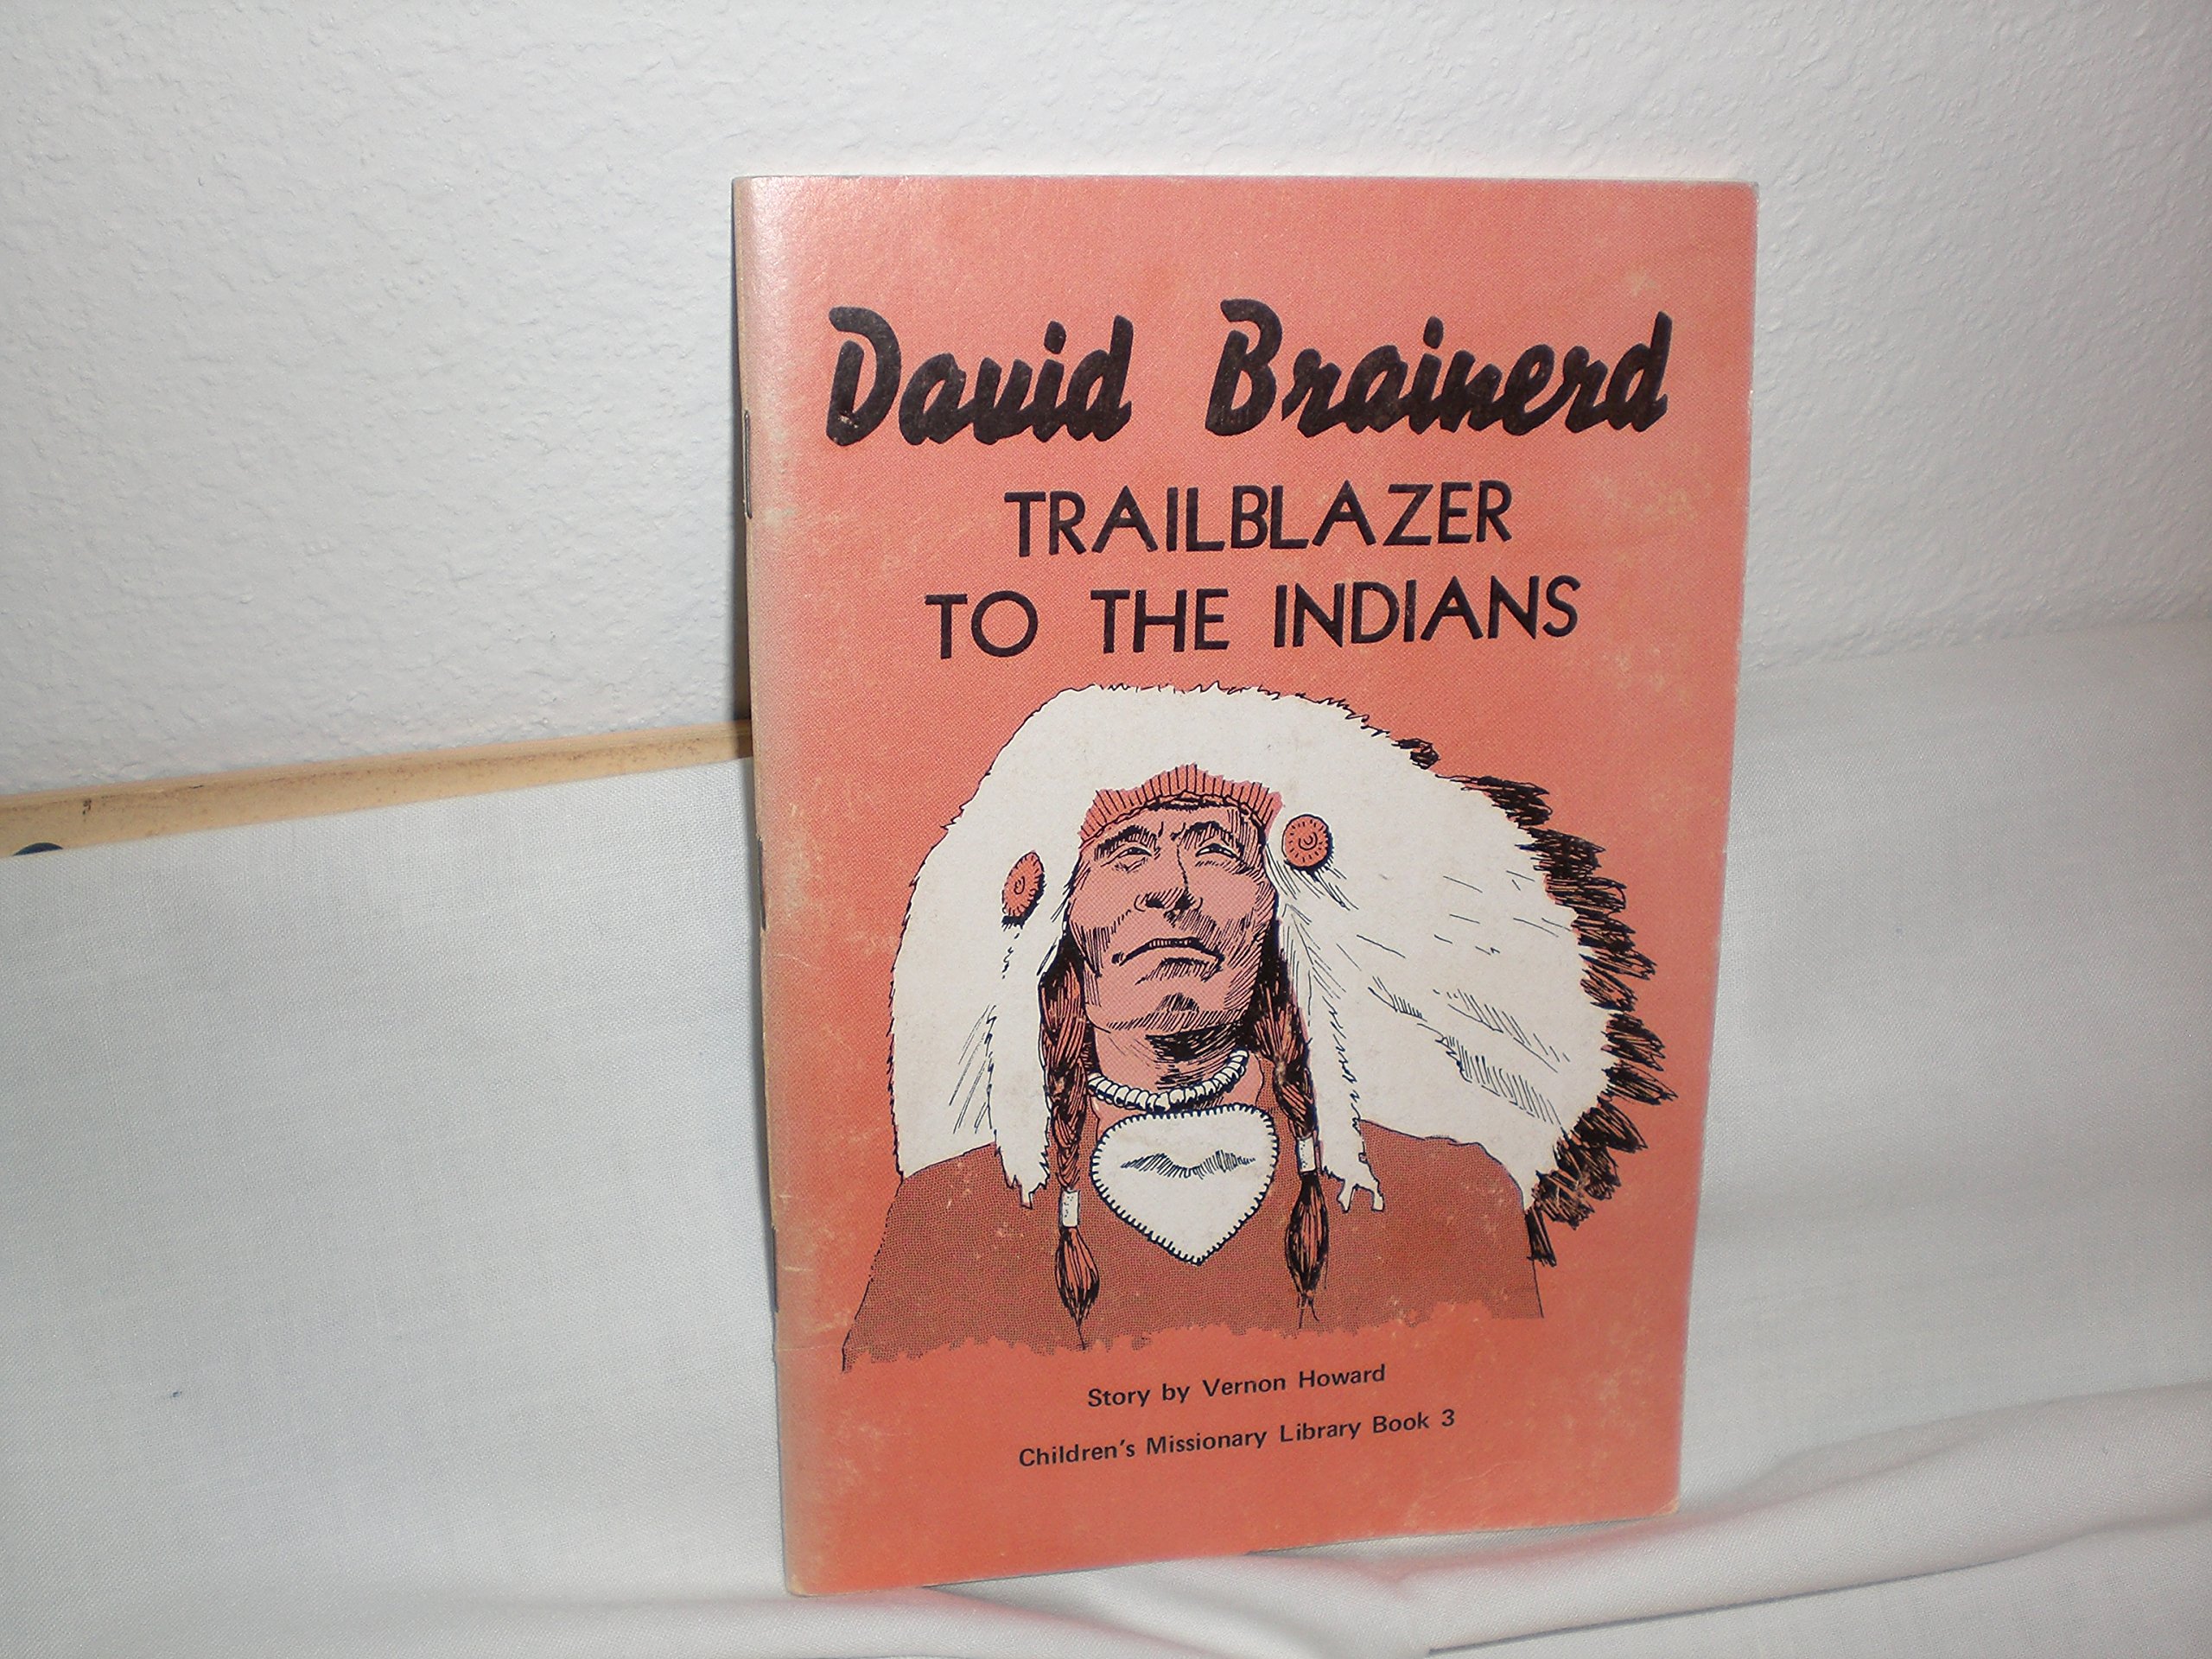 David Brainerd
TRAILBLAZER
TO THE INDIANS
Story by Vernon Howard
Children's Missionary Library Book 3